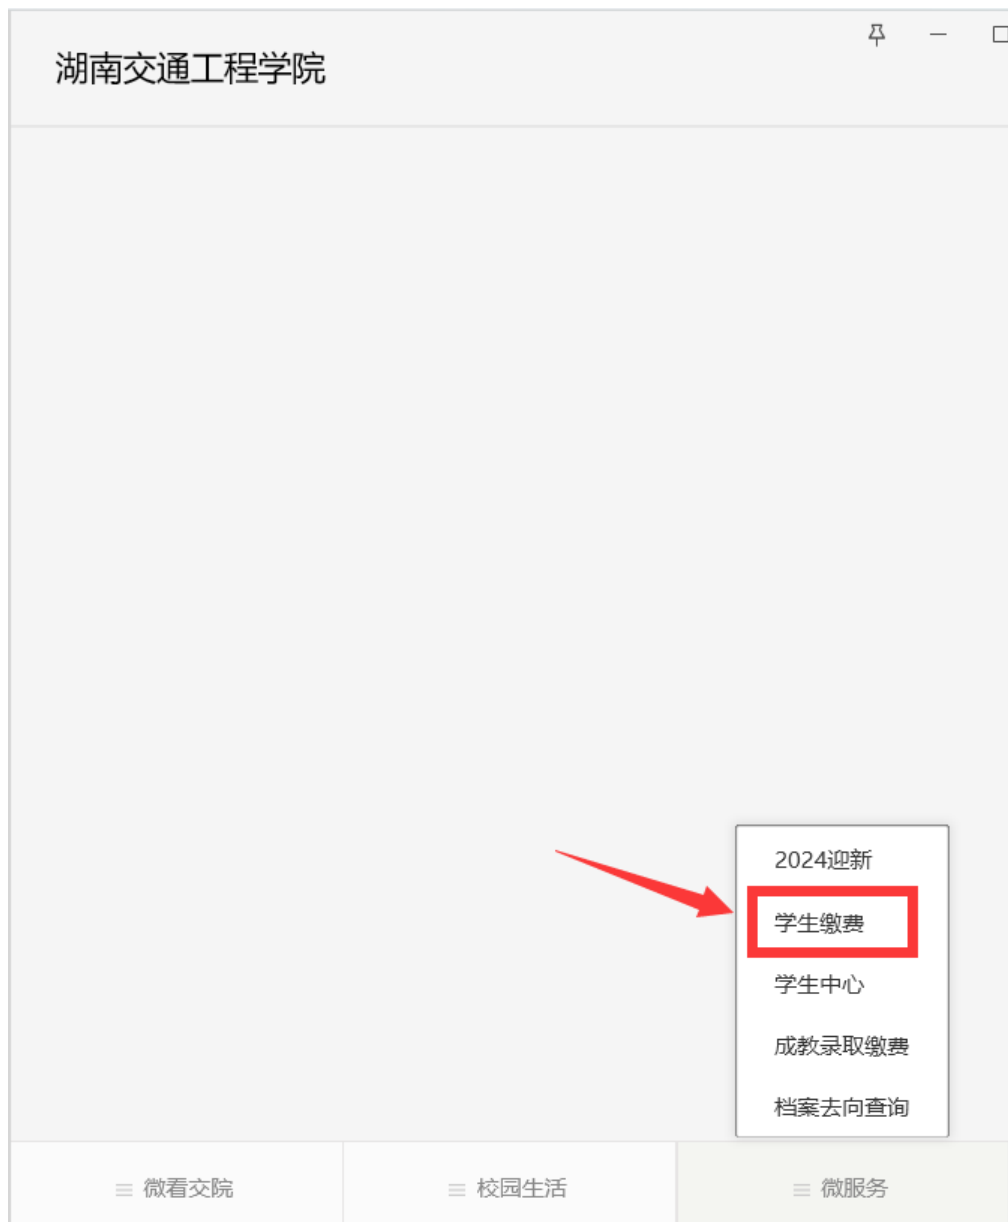 湖南交通工程学院
2024迎新
学生缴费
学生中心
成教录取缴费
档案去向查询
微看交院
校园生活
微服务